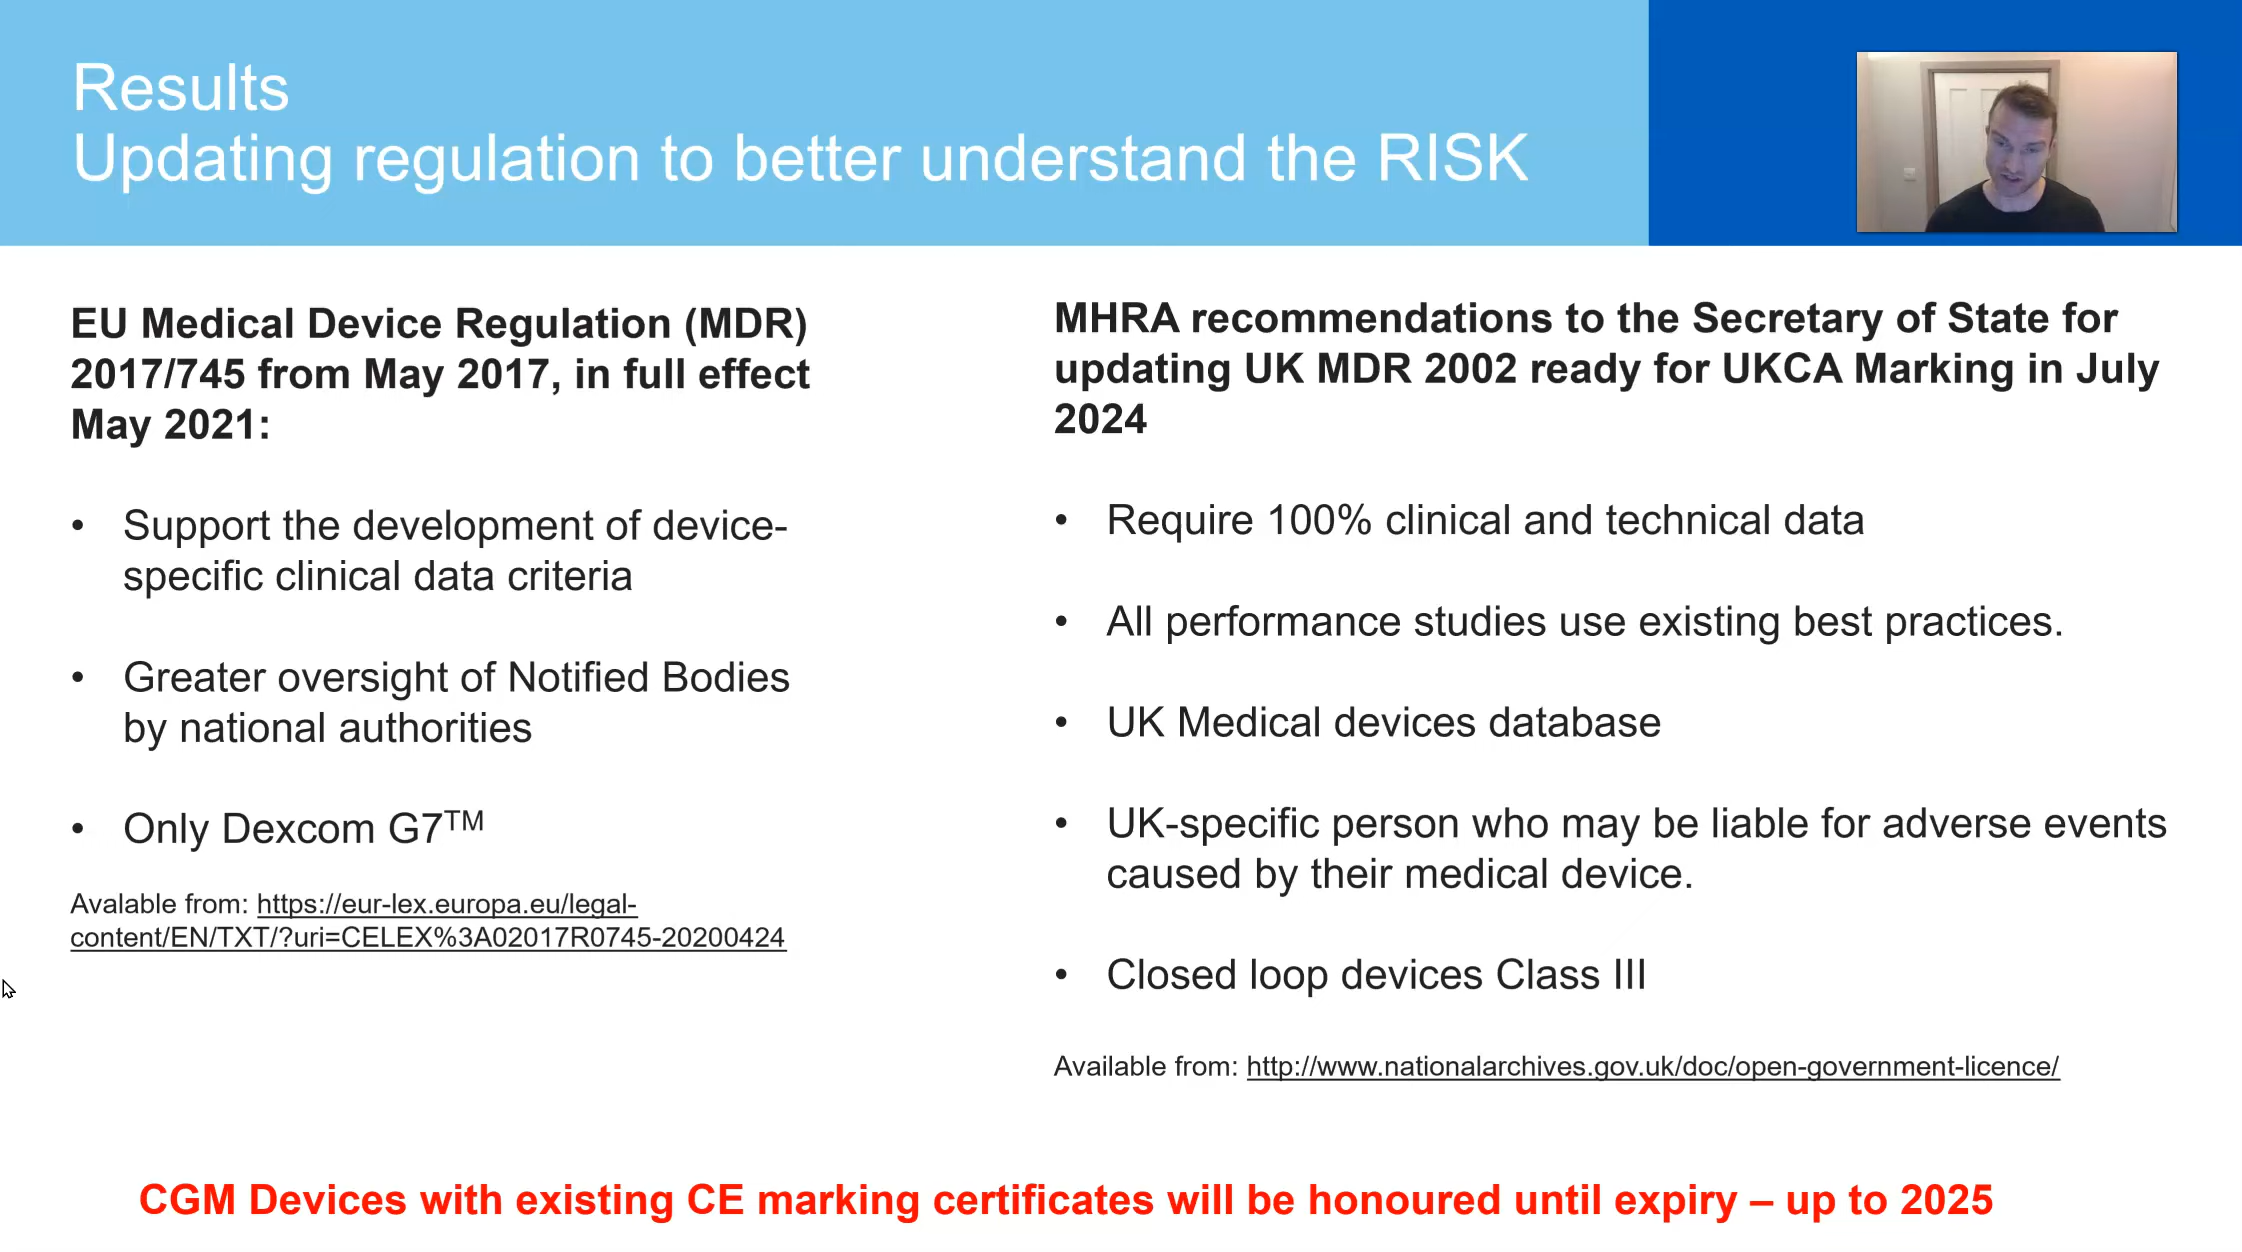 Results
Updating regulation to better understand the RISK
EU Medical Device Regulation (MDR)
2017/745 from May 2017, in full effect
May 2021:
• Support the development of device-
specific clinical data criteria
• Greater oversight of Notified Bodies
by national authorities
• Only Dexcom G7™
Avalable from: https://eur-lex.europa.eu/legal-
content/EN/TXT/?uri=CELEX%3A02017R0745-20200424
MHRA recommendations to the Secretary of State for
updating UK MDR 2002 ready for UKCA Marking in July
2024
• Require 100% clinical and technical data
• All performance studies use existing best practices.
• UK Medical devices database
• UK-specific person who may be liable for adverse events
caused by their medical device.
• Closed loop devices Class III
Available from: http://www.nationalarchives.gov.uk/doc/open-government-licence/
CGM Devices with existing CE marking certificates will be honoured until expiry – up to 2025